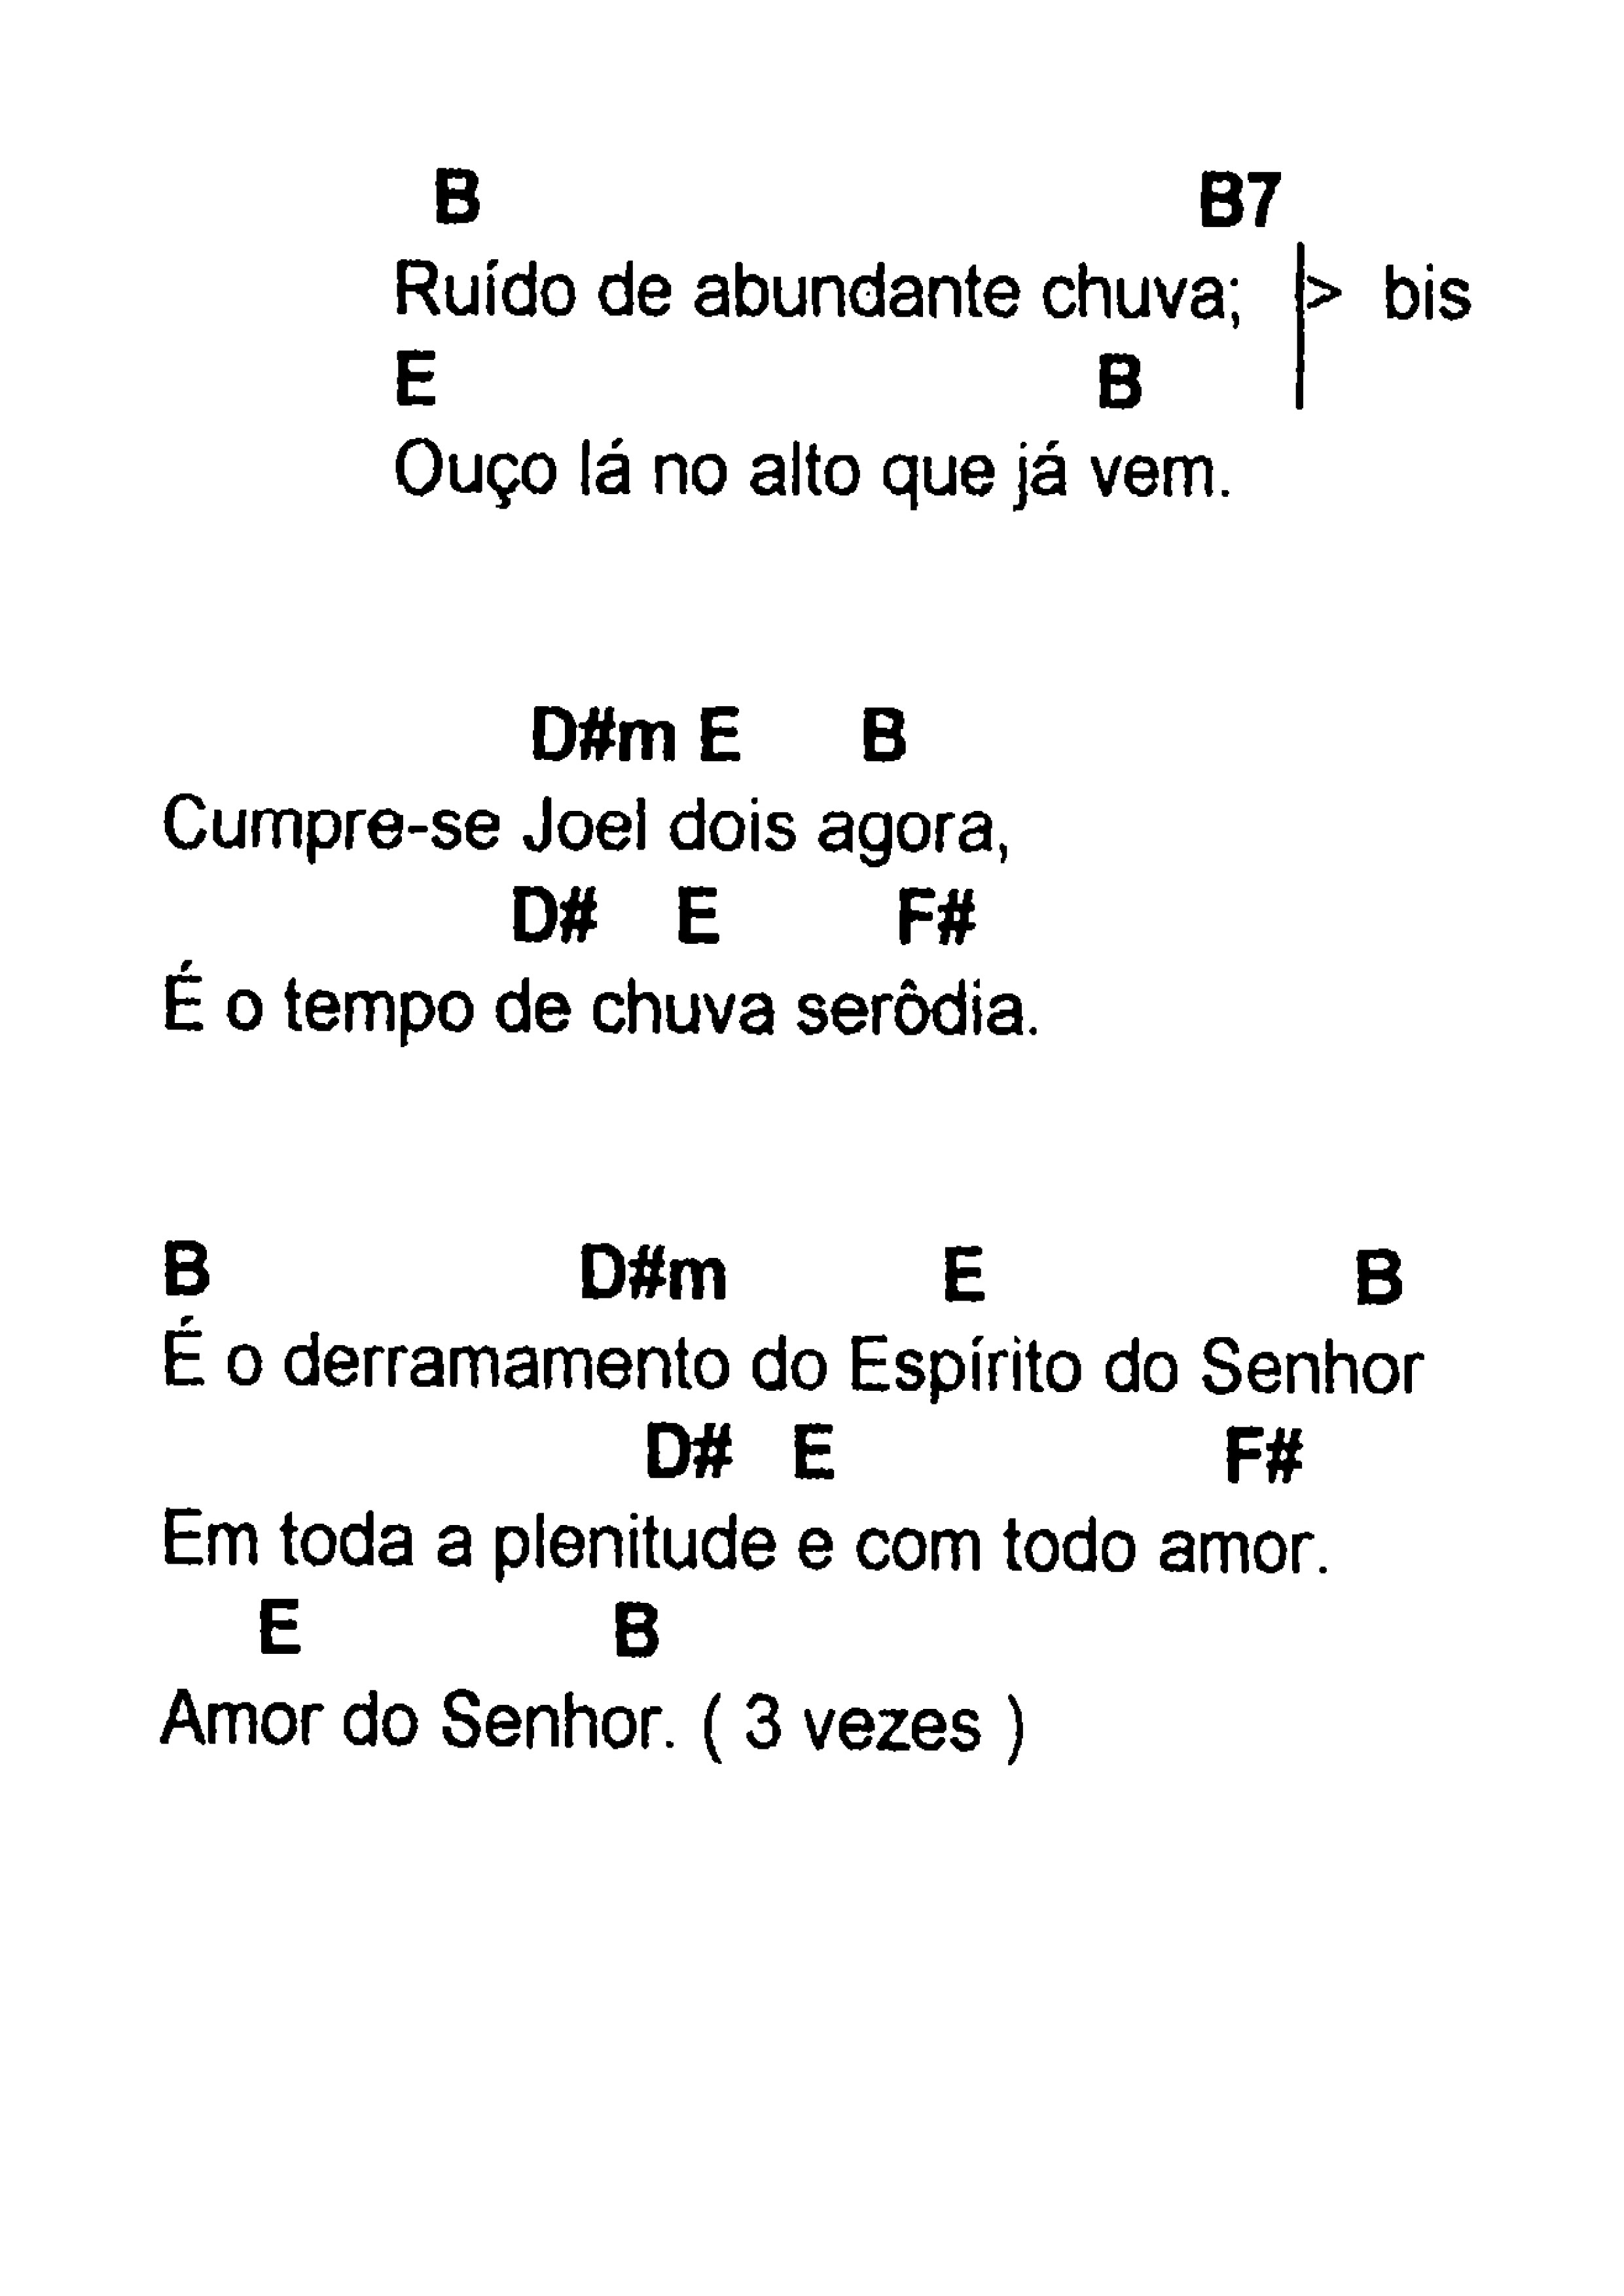 B B7
Ruído de abundante chuva; > bis
E B
Ouço lá no alto que já vem.
D#m E B
Cumpre-se Joel dois agora,
D# E F#
É o tempo de chuva serôdia.
B D#m E B
É o derramamento do Espírito do Senhor
D# E F#
Em toda a plenitude e com todo amor.
E B
Amor do Senhor. ( 3 vezes )